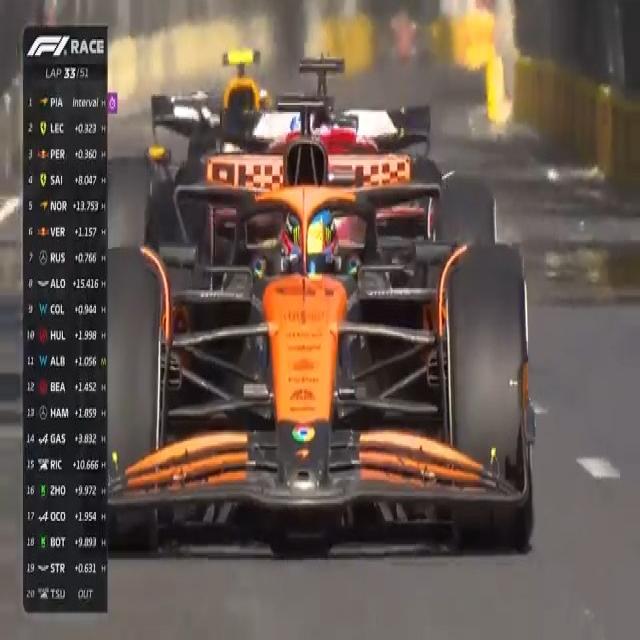 F1 RACE
LAP 33/51
1 PIA Interval H
2 LEC +0.323 H
3 PER +0.360 H
4 SAI +8.047 H
5 NOR +13.753 H
6 VER +1.157 H
7 RUS +0.766 H
8 ALO +15.416 H
9 COL +0.944 H
10 HUL +1.998 H
11 ALB +1.056 M
12 BEA +1.452 H
13 HAM +1.859 H
14 GAS +3.832 H
15 RIC +10.666 H
16 ZHO +9.972 H
17 OCO +1.954 H
18 BOT +9.893 H
19 STR +0.631 H
20 TSU OUT